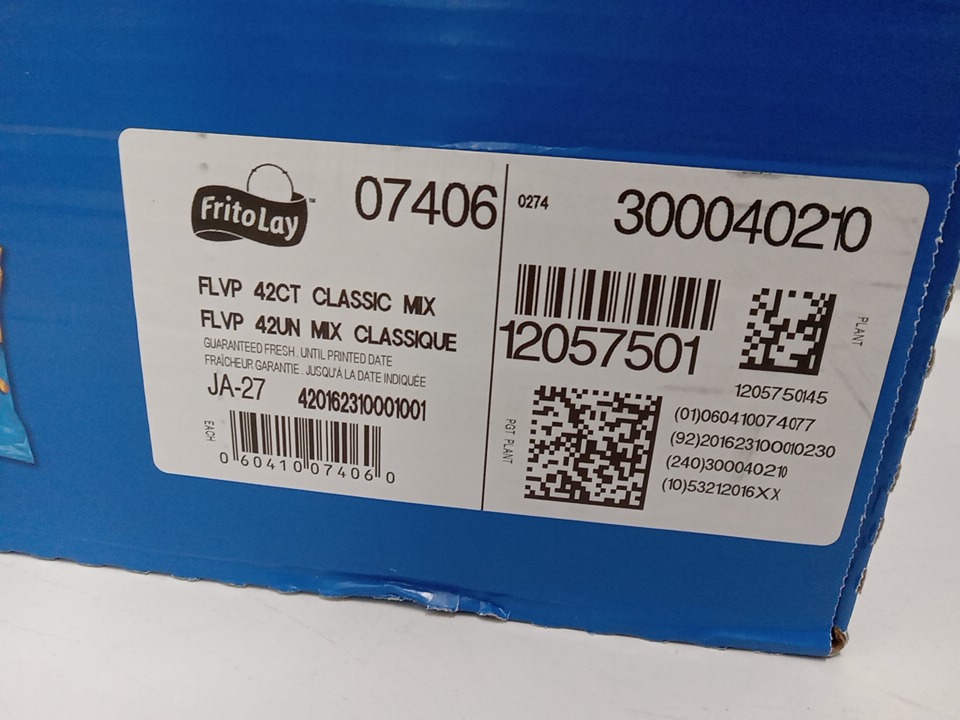 FritoLay™
07406
FLVP 42CT CLASSIC MIX
FLVP 42UN MIX CLASSIQUE
GUARANTEED FRESH . UNTIL PRINTED DATE
FRAÎCHEUR GARANTIE . JUSQU'À LA DATE INDIQUÉE
JA-27 420162310001001
EACH
0 60410 07406 0
0274 300040210
12057501
PLANT
1205750145
PGT PLANT
(01)060410074077
(92)201623100010230
(240)300040210
(10)53212016XX